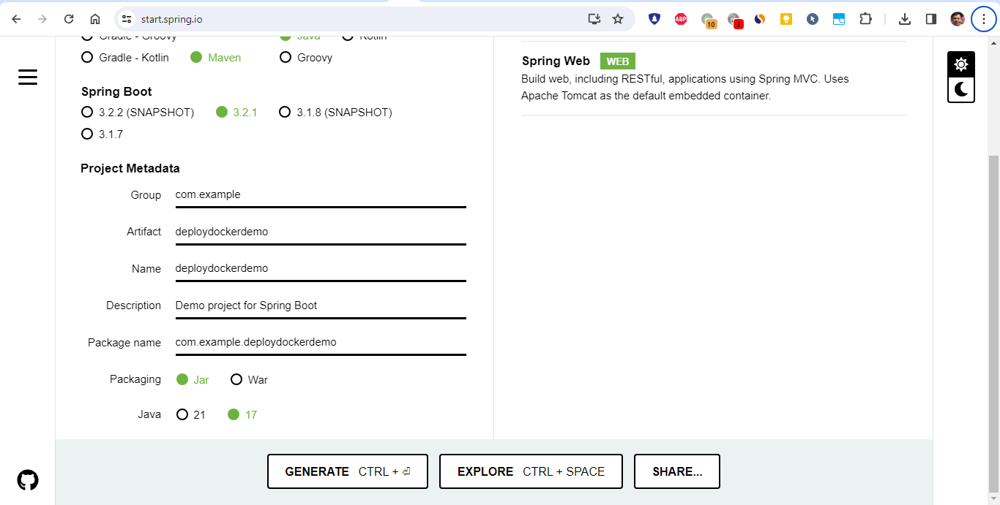 start.spring.io
ABP
10
3
Gradle - Groovy Java Kotlin
Gradle - Kotlin Maven Groovy
Spring Boot
3.2.2 (SNAPSHOT) 3.2.1 3.1.8 (SNAPSHOT)
3.1.7
Project Metadata
Group com.example
Artifact deploydockerdemo
Name deploydockerdemo
Description Demo project for Spring Boot
Package name com.example.deploydockerdemo
Packaging Jar War
Java 21 17
Spring Web WEB
Build web, including RESTful, applications using Spring MVC. Uses
Apache Tomcat as the default embedded container.
GENERATE CTRL + ⏎ EXPLORE CTRL + SPACE SHARE...